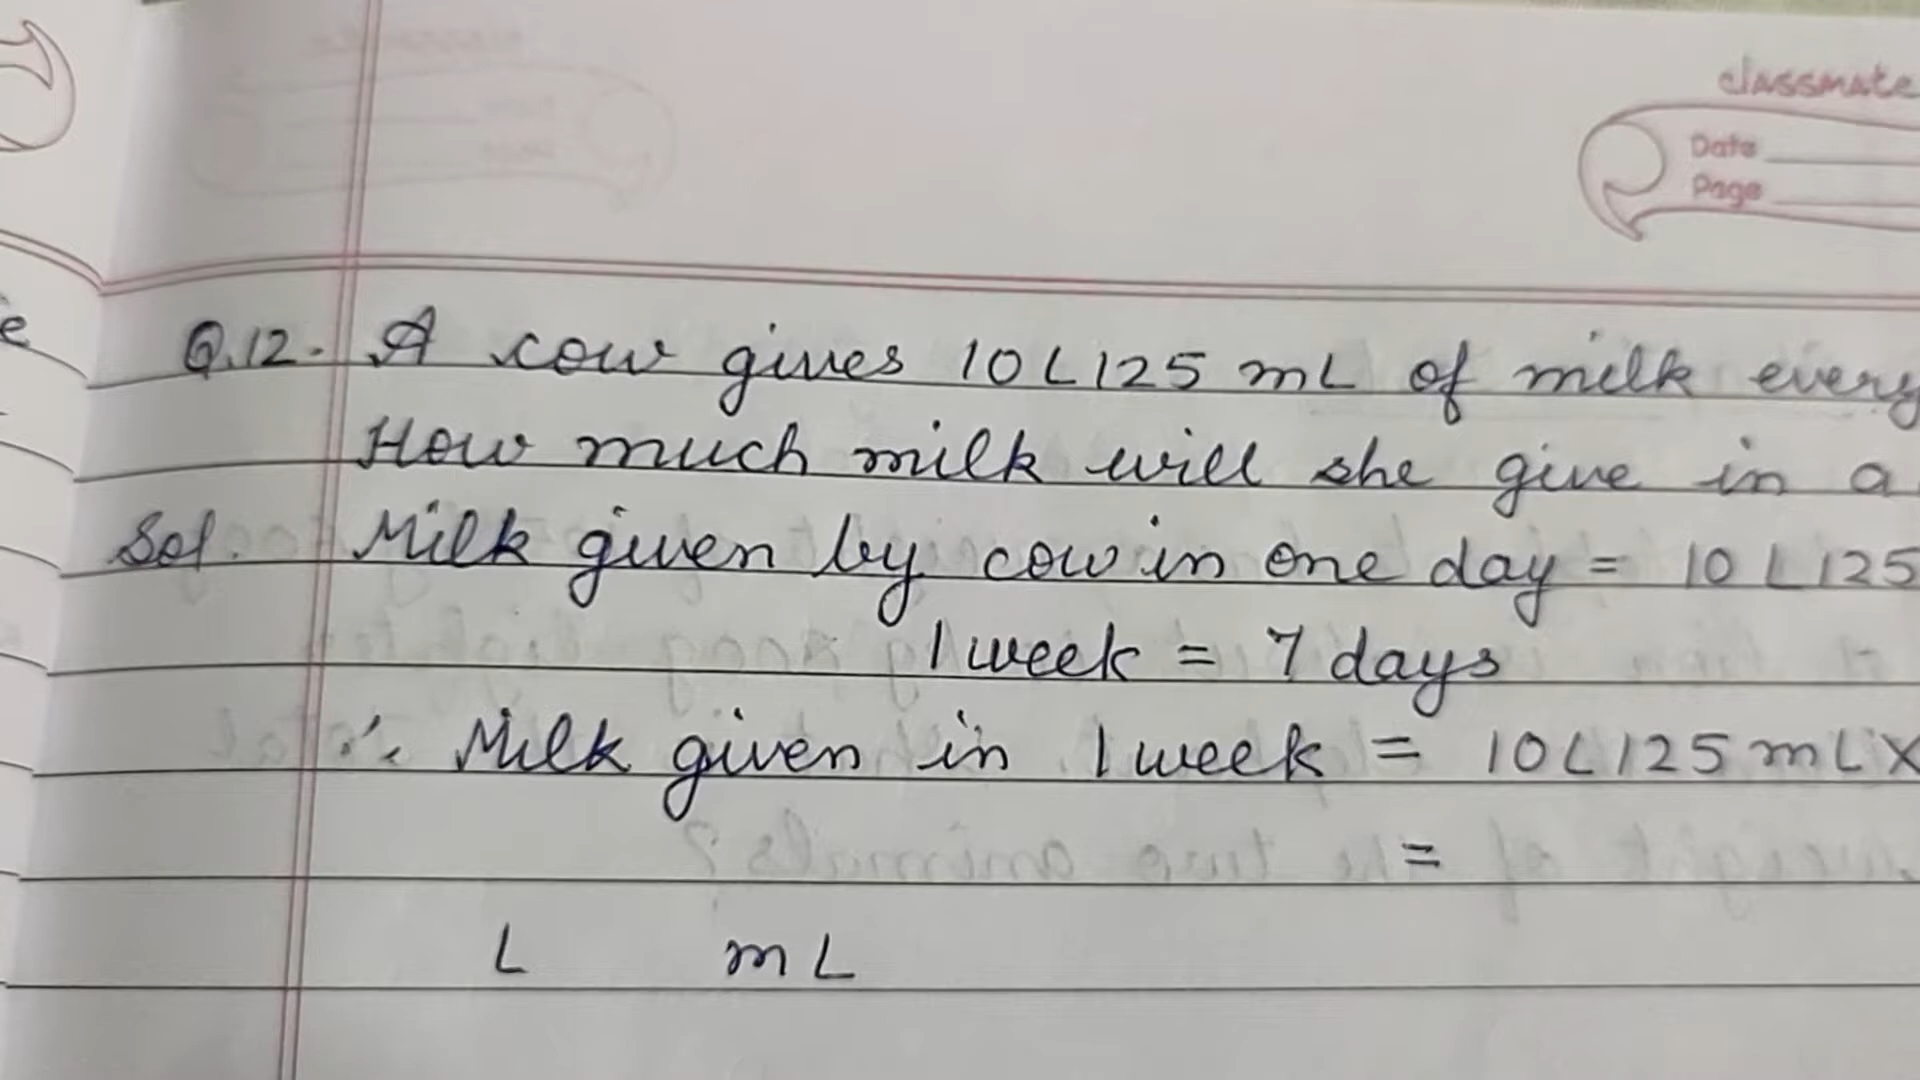 classmate
Date
Page
e
Q.12. A cow gives 10 L 125 mL of milk every
How much milk will she give in a
Sol. Milk given by cow in one day = 10 L 125
1 week = 7 days
∴ Milk given in 1 week = 10 L 125 mL X
=
L mL